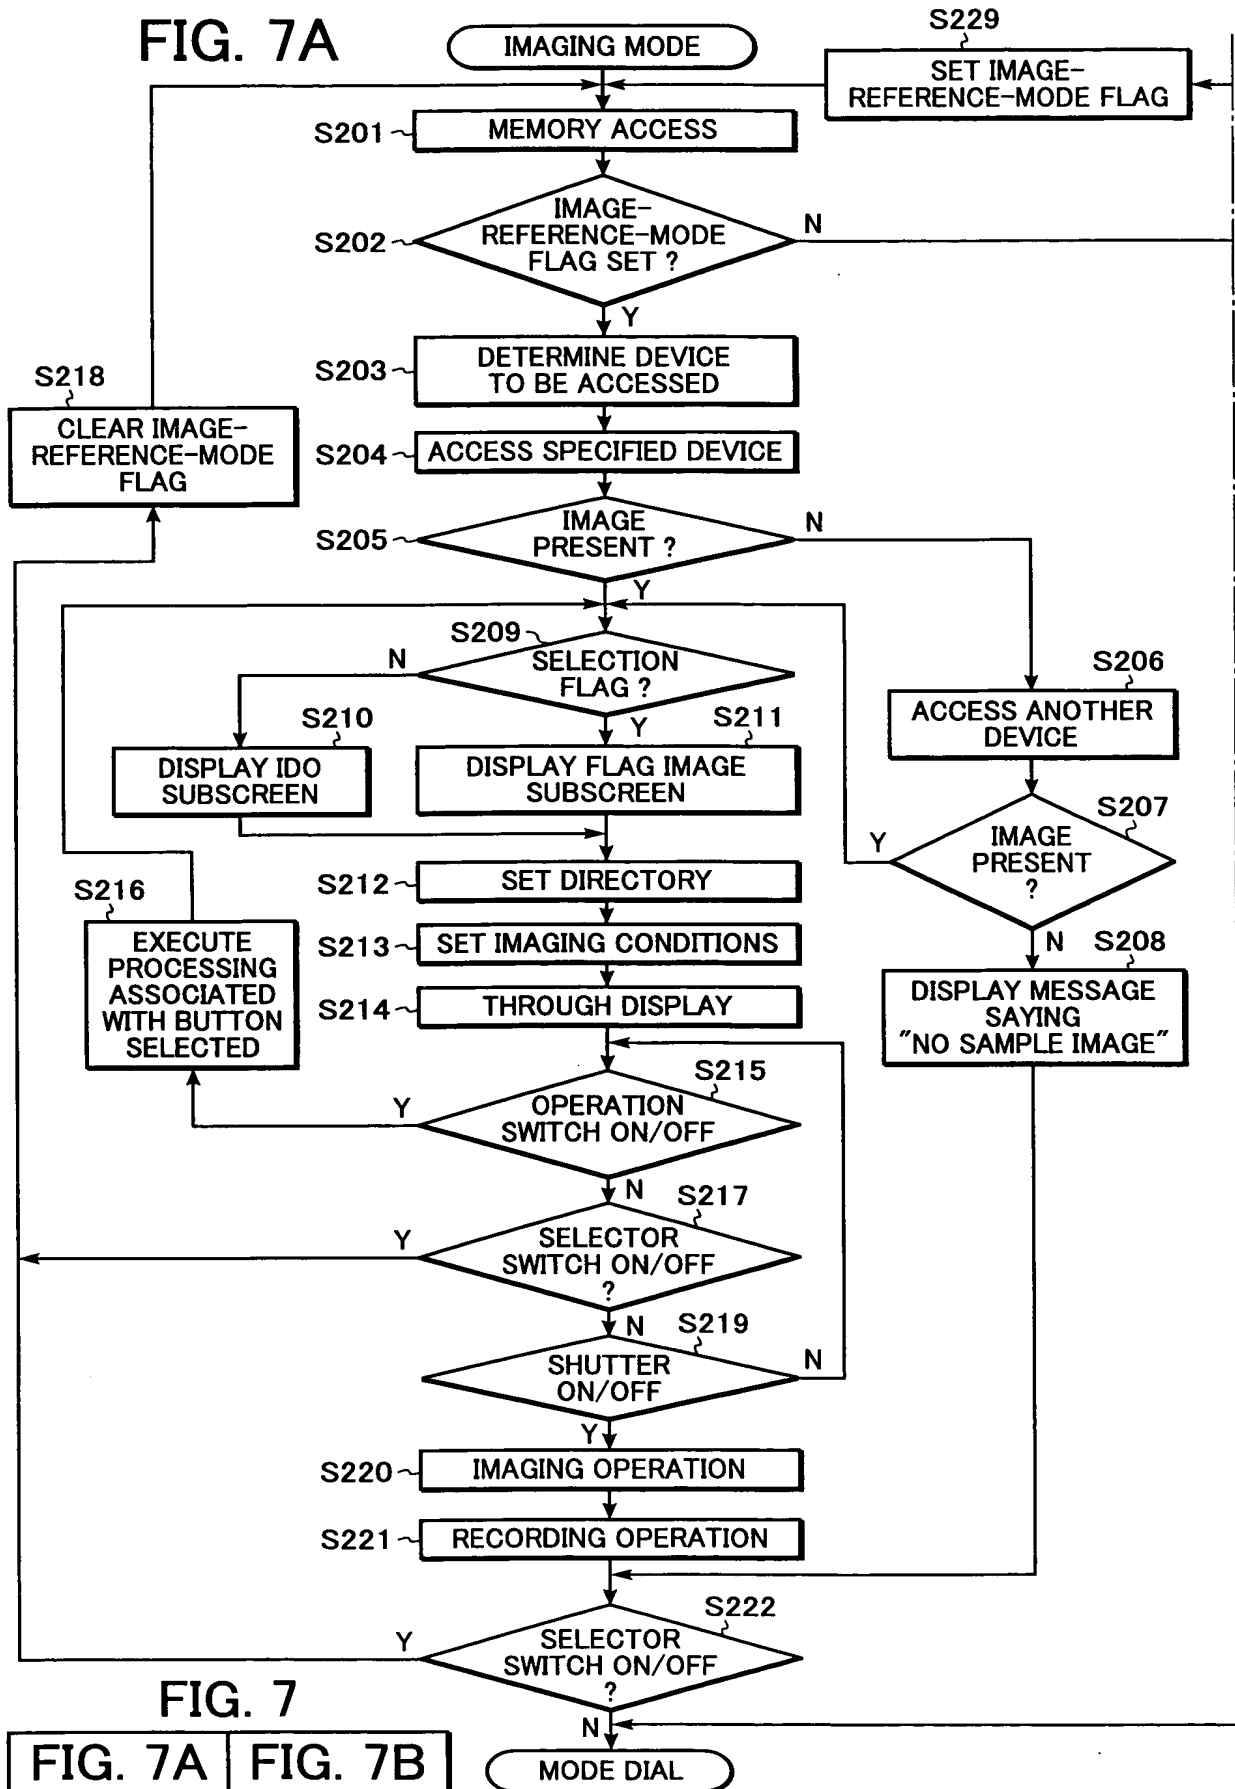 FIG. 7A
IMAGING MODE
S229
SET IMAGE-
REFERENCE-MODE FLAG
S201
MEMORY ACCESS
S202
IMAGE-
REFERENCE-MODE
FLAG SET ?
N
Y
S203
DETERMINE DEVICE
TO BE ACCESSED
S218
CLEAR IMAGE-
REFERENCE-MODE
FLAG
S204
ACCESS SPECIFIED DEVICE
S205
IMAGE
PRESENT ?
N
Y
S209
SELECTION
FLAG ?
N
Y
S206
ACCESS ANOTHER
DEVICE
S210
DISPLAY IDO
SUBSCREEN
S211
DISPLAY FLAG IMAGE
SUBSCREEN
S207
IMAGE
PRESENT
?
Y
N
S212
SET DIRECTORY
S216
EXECUTE
PROCESSING
ASSOCIATED
WITH BUTTON
SELECTED
S213
SET IMAGING CONDITIONS
S208
DISPLAY MESSAGE
SAYING
"NO SAMPLE IMAGE"
S214
THROUGH DISPLAY
S215
OPERATION
SWITCH ON/OFF
Y
N
S217
SELECTOR
SWITCH ON/OFF
?
Y
N
S219
SHUTTER
ON/OFF
N
Y
S220
IMAGING OPERATION
S221
RECORDING OPERATION
S222
SELECTOR
SWITCH ON/OFF
?
Y
N
MODE DIAL
FIG. 7
FIG. 7A
FIG. 7B